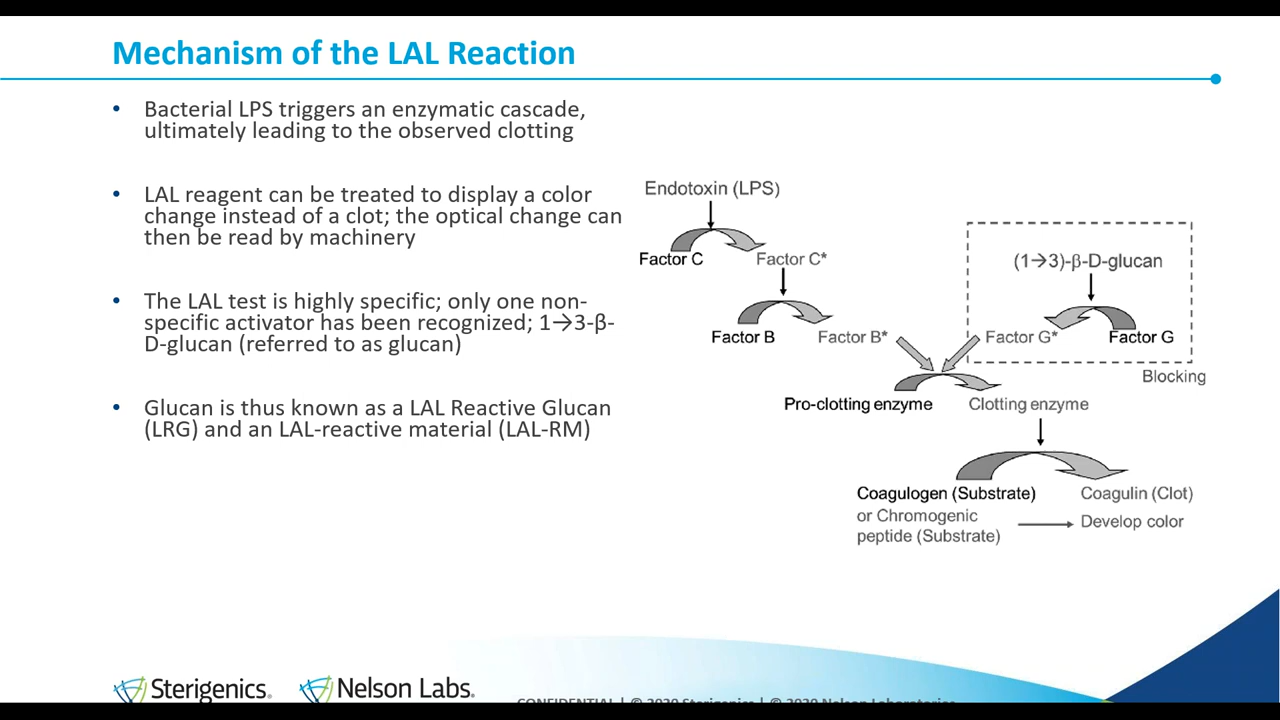 Mechanism of the LAL Reaction
• Bacterial LPS triggers an enzymatic cascade,
ultimately leading to the observed clotting
• LAL reagent can be treated to display a color
change instead of a clot; the optical change can
then be read by machinery
• The LAL test is highly specific; only one non-
specific activator has been recognized; 1→3-β-
D-glucan (referred to as glucan)
• Glucan is thus known as a LAL Reactive Glucan
(LRG) and an LAL-reactive material (LAL-RM)
Endotoxin (LPS)
Factor C
Factor C*
(1→3)-β-D-glucan
Factor B
Factor B*
Factor G*
Factor G
Blocking
Pro-clotting enzyme
Clotting enzyme
Coagulogen (Substrate)
Coagulin (Clot)
or Chromogenic
peptide (Substrate)
Develop color
Sterigenics®
Nelson Labs®
CONFIDENTIAL | © 2020 Sterigenics | © 2020 Nelson Laboratories